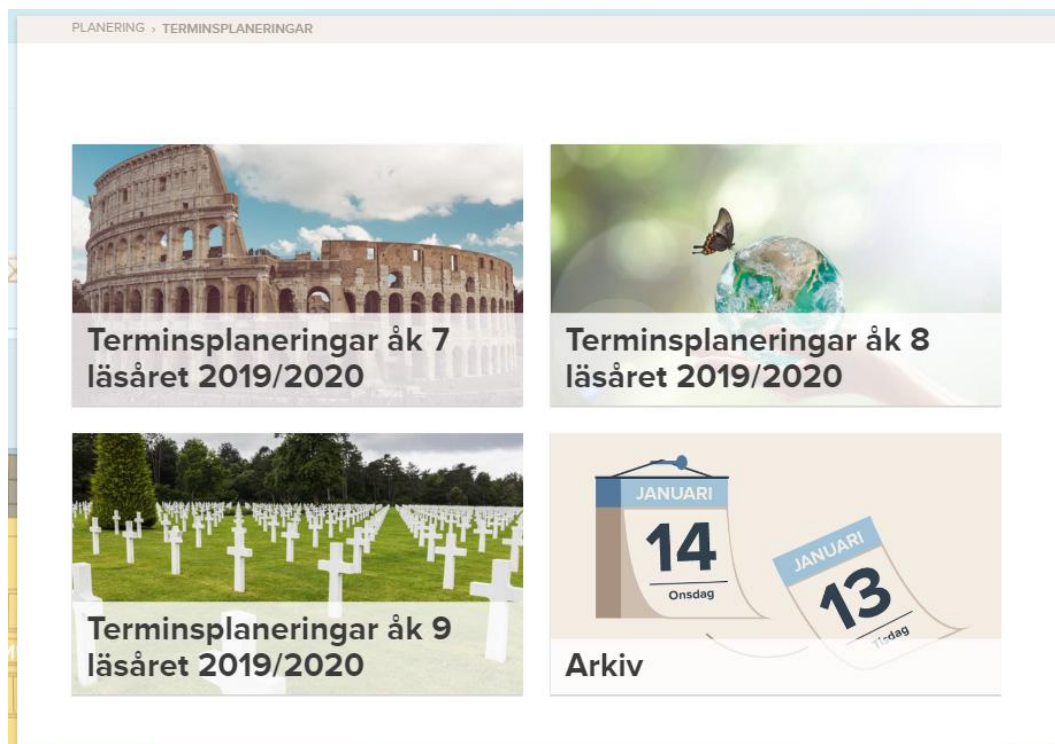 PLANERING › TERMINSPLANERINGAR
Terminsplaneringar åk 7
läsåret 2019/2020
Terminsplaneringar åk 8
läsåret 2019/2020
Terminsplaneringar åk 9
läsåret 2019/2020
JANUARI
14
Onsdag
JANUARI
13
Tisdag
Arkiv